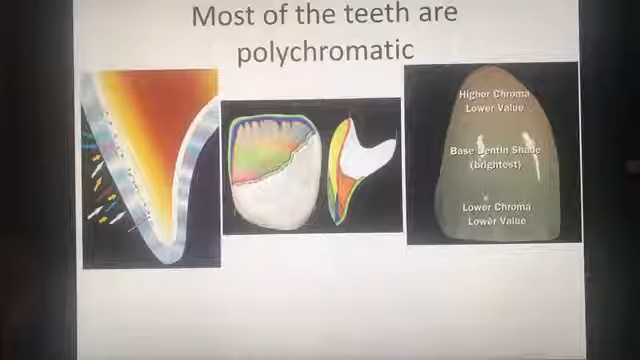 Most of the teeth are
polychromatic
Higher Chroma
Lower Value
Base Dentin Shade
(brightest)
Lower Chroma
Lower Value